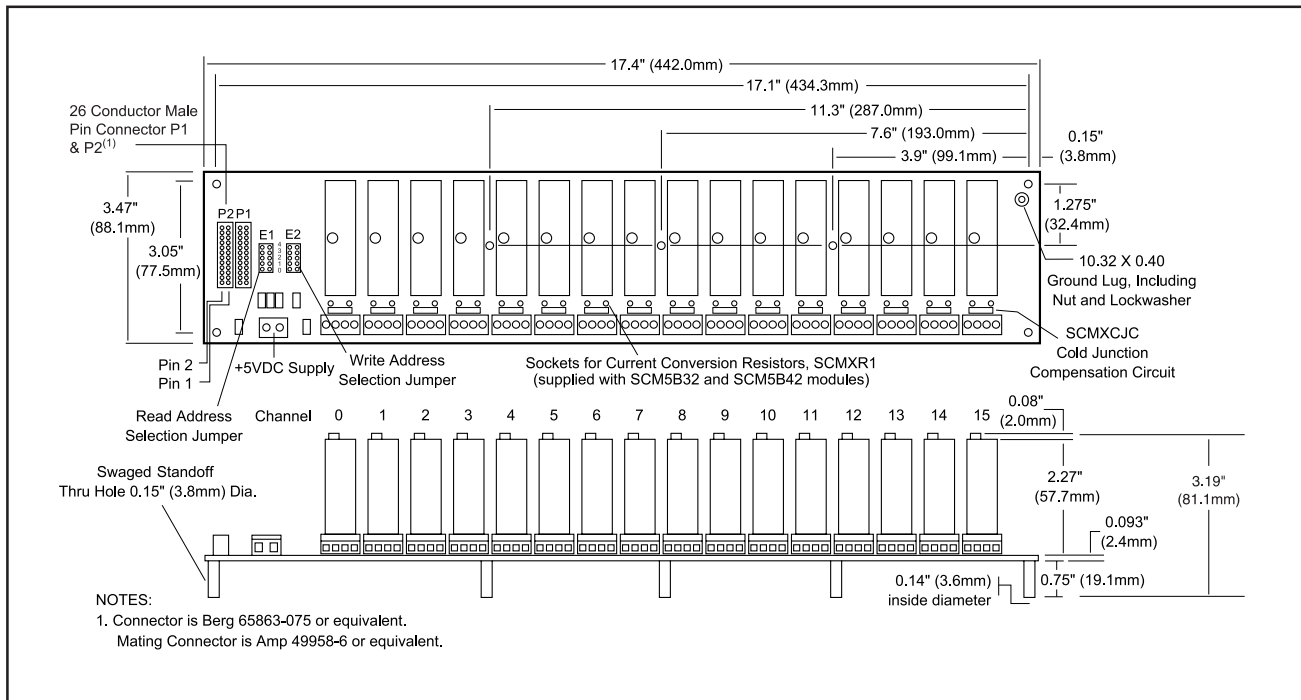 17.4" (442.0mm)
17.1" (434.3mm)
11.3" (287.0mm)
7.6" (193.0mm)
3.9" (99.1mm)
0.15"
(3.8mm)
26 Conductor Male
Pin Connector P1
& P2(1)
3.47"
(88.1mm)
3.05"
(77.5mm)
P2 P1
E1
E2
4
3
2
1
0
1.275"
(32.4mm)
10.32 X 0.40
Ground Lug, Including
Nut and Lockwasher
Pin 2
Pin 1
+5VDC Supply
Write Address
Selection Jumper
Sockets for Current Conversion Resistors, SCMXR1
(supplied with SCM5B32 and SCM5B42 modules)
SCMXCJC
Cold Junction
Compensation Circuit
Read Address
Selection Jumper
Channel 0 1 2 3 4 5 6 7 8 9 10 11 12 13 14 15
0.08"
(2.0mm)
Swaged Standoff
Thru Hole 0.15" (3.8mm) Dia.
2.27"
(57.7mm)
3.19"
(81.1mm)
0.093"
(2.4mm)
0.14" (3.6mm)
inside diameter
0.75" (19.1mm)
NOTES:
1. Connector is Berg 65863-075 or equivalent.
Mating Connector is Amp 49958-6 or equivalent.